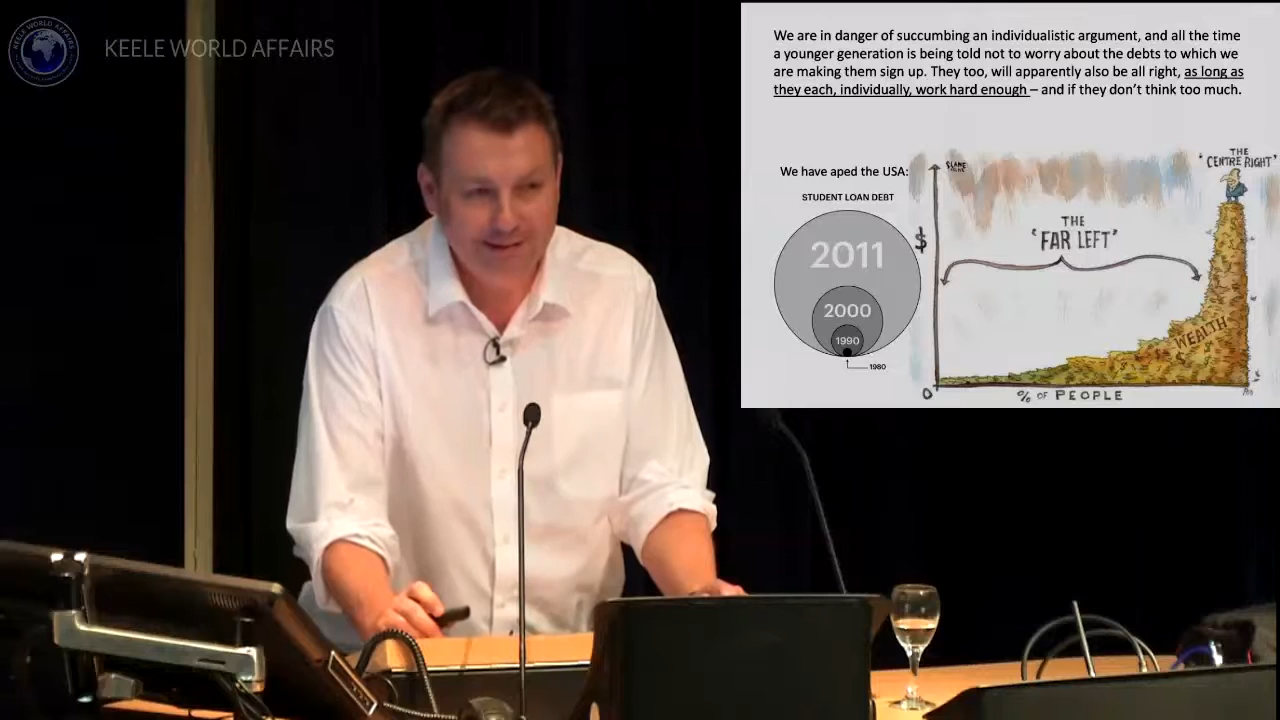 KEELE WORLD AFFAIRS
We are in danger of succumbing an individualistic argument, and all the time
a younger generation is being told not to worry about the debts to which we
are making them sign up. They too, will apparently also be all right, as long as
they each, individually, work hard enough – and if they don't think too much.
We have aped the USA:
STUDENT LOAN DEBT
2011
2000
1990
1980
THE
'CENTRE RIGHT'
$
THE
'FAR LEFT'
WEALTH
0
% OF PEOPLE